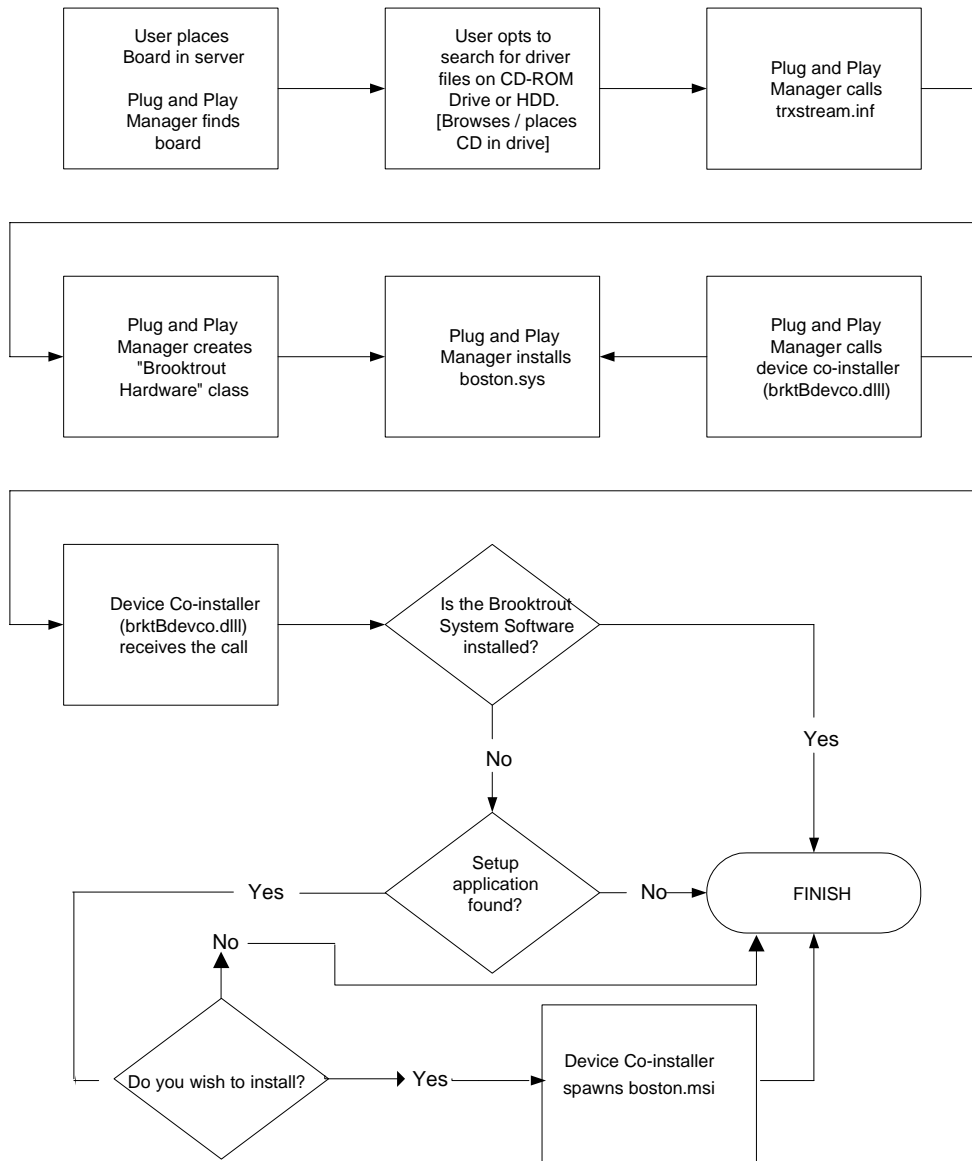 User places
Board in server
Plug and Play
Manager finds
board
User opts to
search for driver
files on CD-ROM
Drive or HDD.
[Browses / places
CD in drive]
Plug and Play
Manager calls
trxstream.inf
Plug and Play
Manager creates
"Brooktrout
Hardware" class
Plug and Play
Manager installs
boston.sys
Plug and Play
Manager calls
device co-installer
(brktBdevco.dlll)
Device Co-installer
(brktBdevco.dlll)
receives the call
Is the Brooktrout
System Software
installed?
Yes
No
Setup
application
found?
Yes
No
FINISH
No
Do you wish to install?
Yes
Device Co-installer
spawns boston.msi